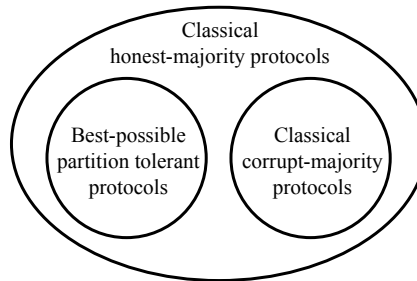 Classical
honest-majority protocols
Best-possible
partition tolerant
protocols
Classical
corrupt-majority
protocols